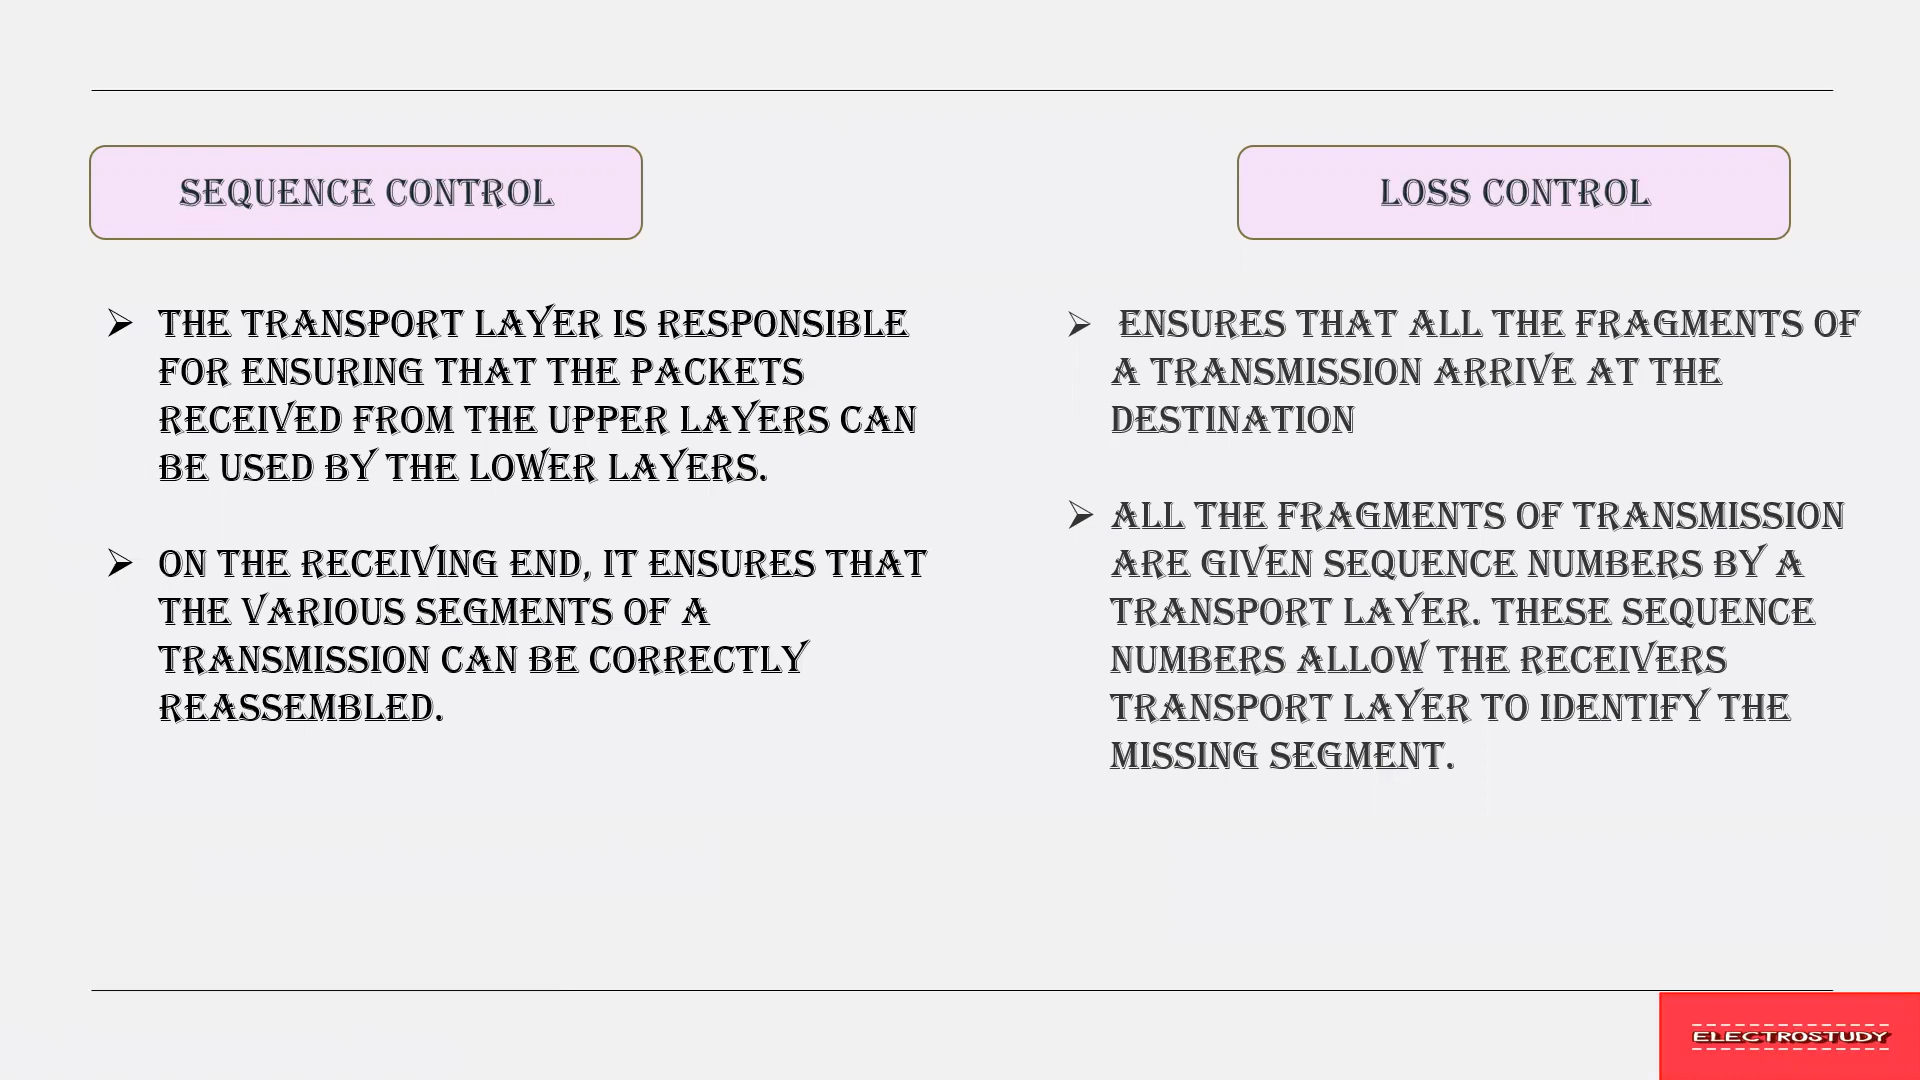 SEQUENCE CONTROL
➢ THE TRANSPORT LAYER IS RESPONSIBLE
FOR ENSURING THAT THE PACKETS
RECEIVED FROM THE UPPER LAYERS CAN
BE USED BY THE LOWER LAYERS.
➢ ON THE RECEIVING END, IT ENSURES THAT
THE VARIOUS SEGMENTS OF A
TRANSMISSION CAN BE CORRECTLY
REASSEMBLED.
LOSS CONTROL
➢ ENSURES THAT ALL THE FRAGMENTS OF
A TRANSMISSION ARRIVE AT THE
DESTINATION
➢ ALL THE FRAGMENTS OF TRANSMISSION
ARE GIVEN SEQUENCE NUMBERS BY A
TRANSPORT LAYER. THESE SEQUENCE
NUMBERS ALLOW THE RECEIVERS
TRANSPORT LAYER TO IDENTIFY THE
MISSING SEGMENT.
ELECTROSTUDY